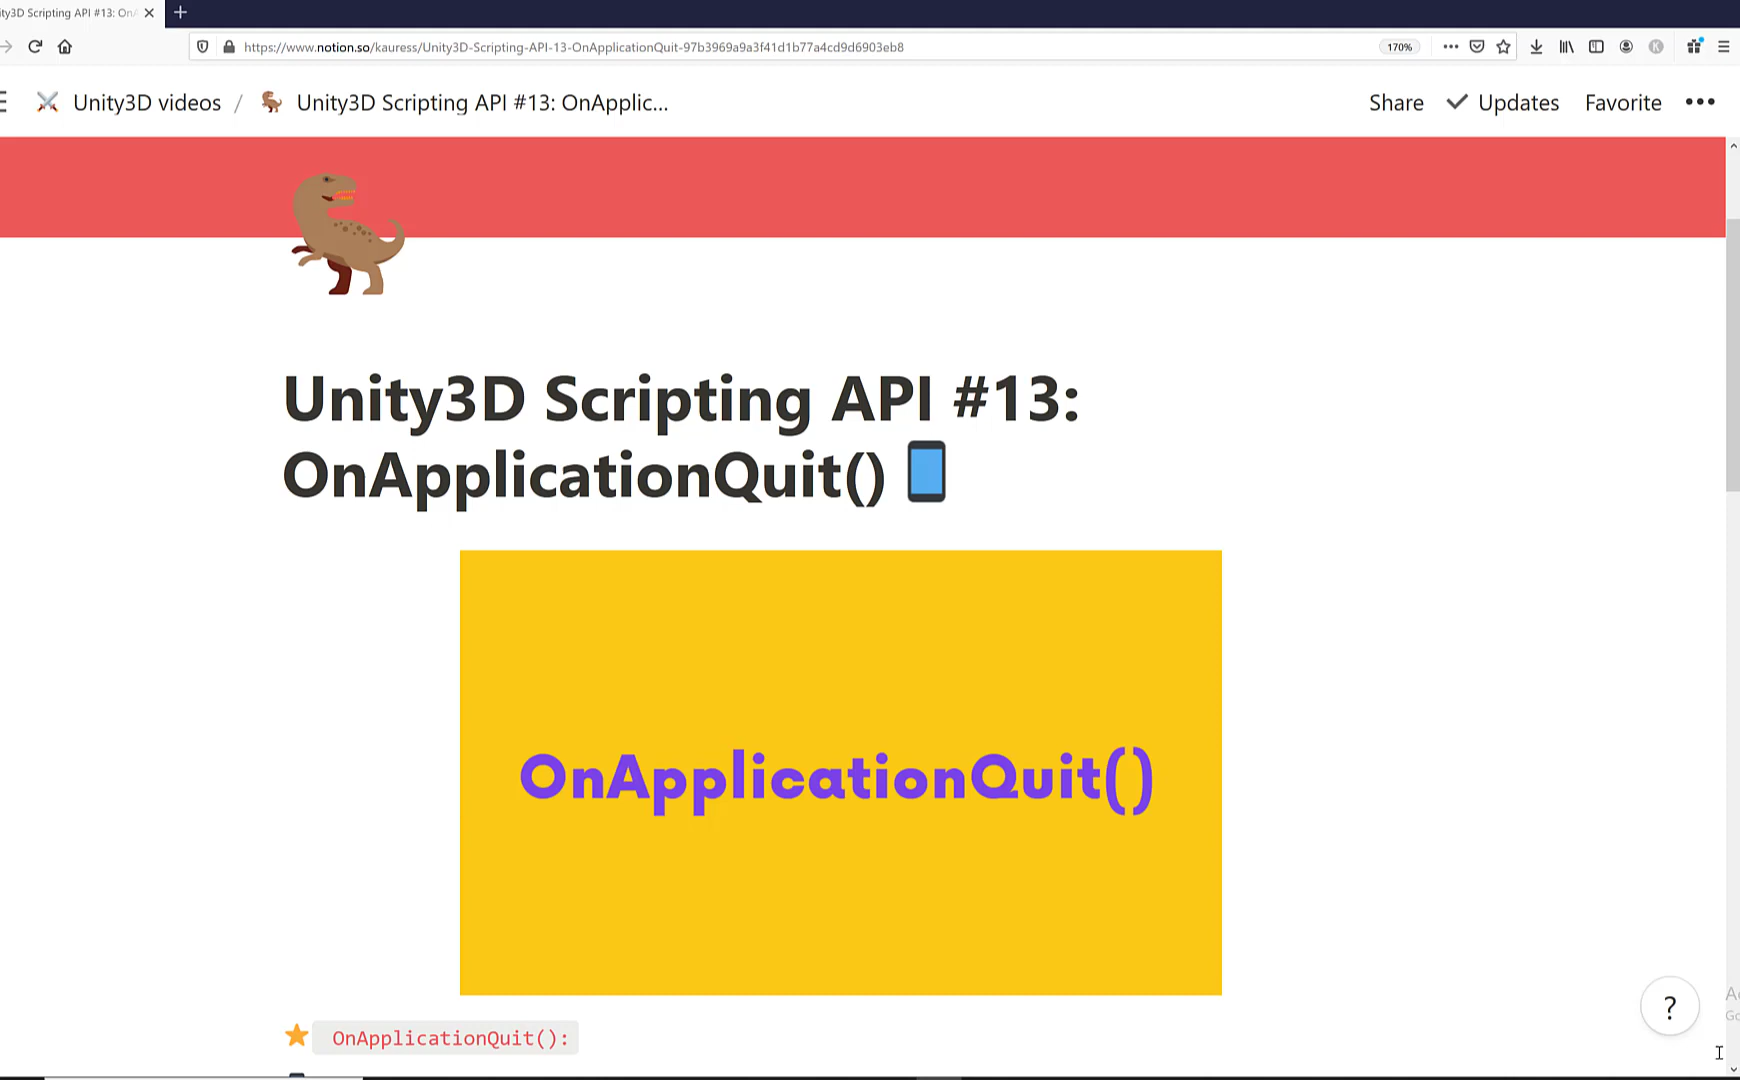 ity3D Scripting API #13: On
https://www.notion.so/kauress/Unity3D-Scripting-API-13-OnApplicationQuit-97b3969a9a3f41d1b77a4cd9d6903eb8
170%
K
Unity3D videos / Unity3D Scripting API #13: OnApplic...
Share Updates Favorite
Unity3D Scripting API #13:
OnApplicationQuit()
OnApplicationQuit()
OnApplicationQuit():
?